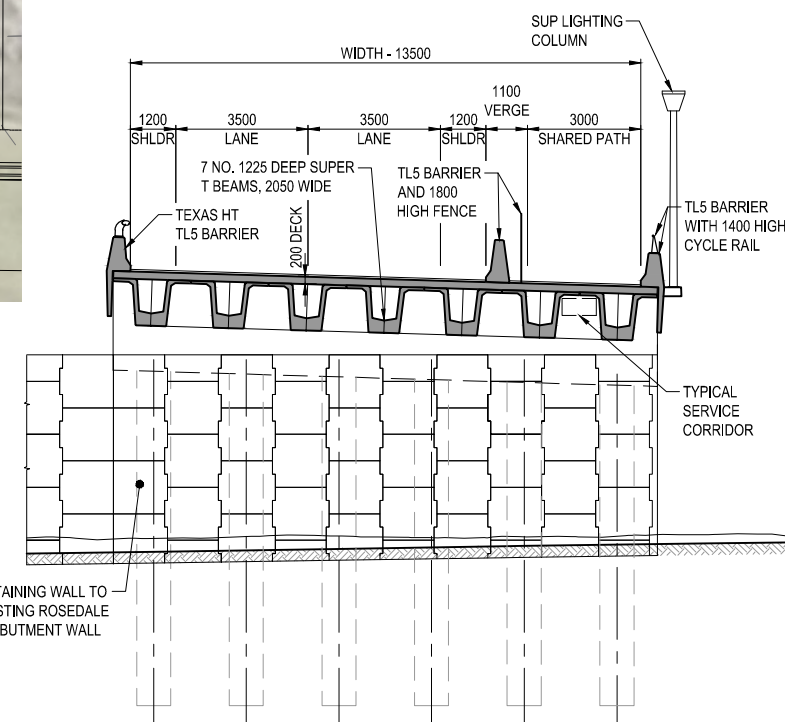 SUP LIGHTING
COLUMN
WIDTH - 13500
1200
SHLDR
3500
LANE
3500
LANE
1200
SHLDR
1100
VERGE
3000
SHARED PATH
7 NO. 1225 DEEP SUPER
T BEAMS, 2050 WIDE
TL5 BARRIER
AND 1800
HIGH FENCE
TEXAS HT
TL5 BARRIER
200 DECK
TL5 BARRIER
WITH 1400 HIGH
CYCLE RAIL
TYPICAL
SERVICE
CORRIDOR
TAINING WALL TO
STING ROSEDALE
BUTMENT WALL